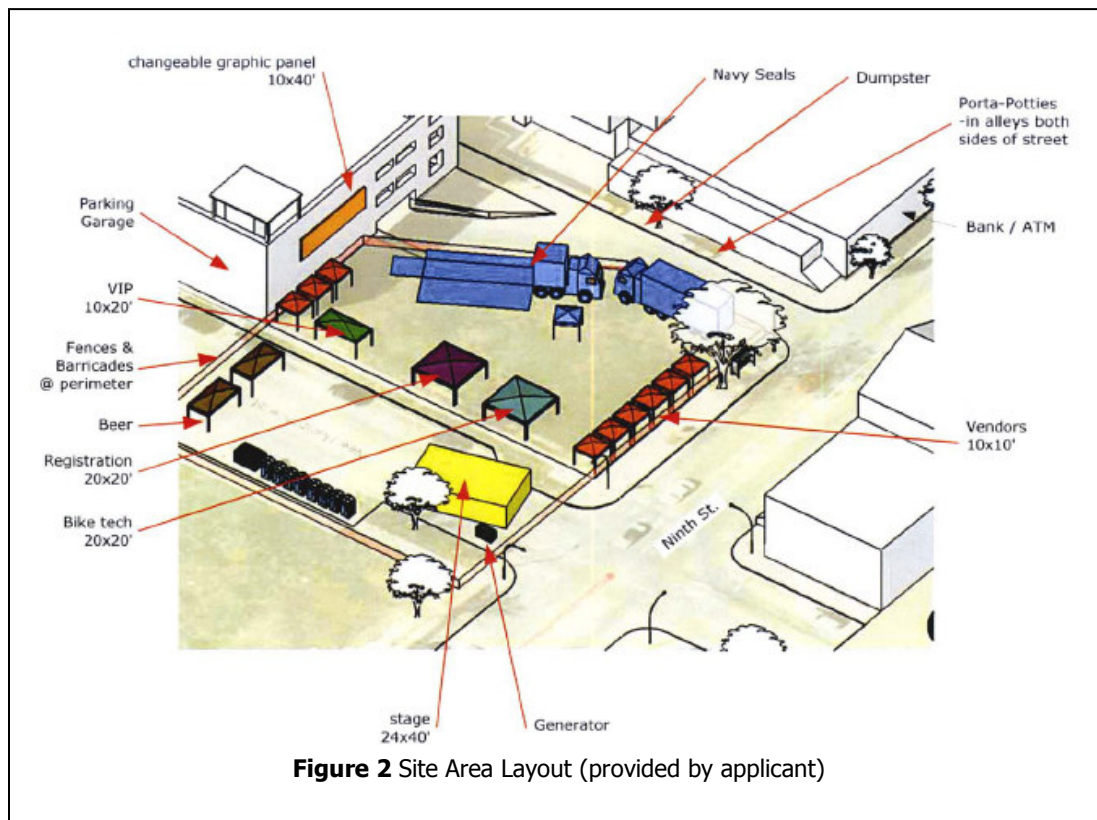 changeable graphic panel
10x40'
Navy Seals
Dumpster
Porta-Potties
-in alleys both
sides of street
Parking
Garage
Bank / ATM
VIP
10x20'
Fences &
Barricades
@ perimeter
Beer
Vendors
10x10'
Registration
20x20'
Bike tech
20x20'
Ninth St.
stage
24x40'
Generator
Figure 2 Site Area Layout (provided by applicant)